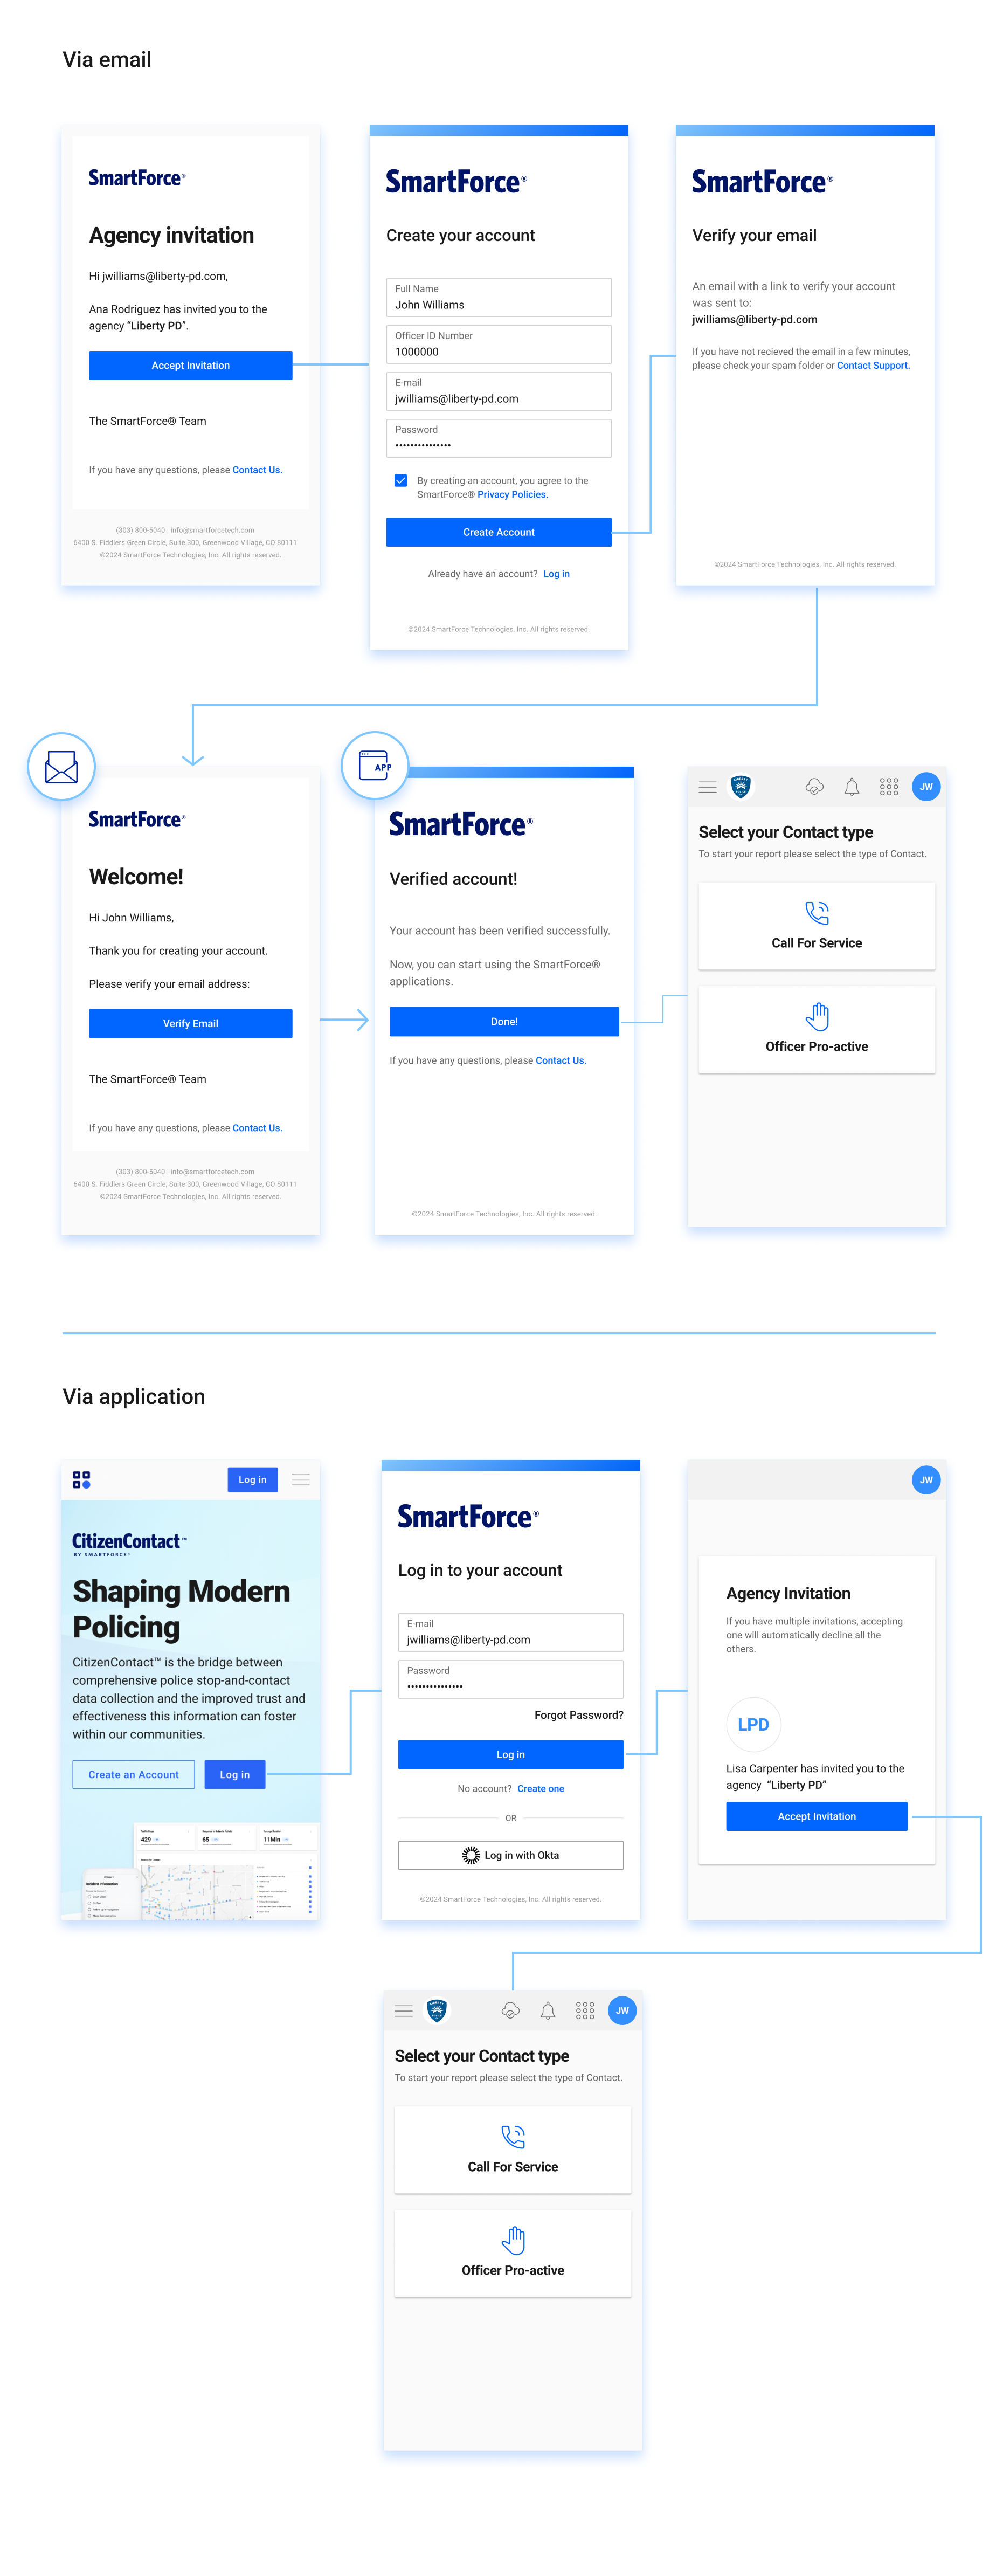 Via email
SmartForce®
Agency invitation
Hi jwilliams@liberty-pd.com,
Ana Rodriguez has invited you to the
agency “Liberty PD”.
Accept Invitation
The SmartForce® Team
If you have any questions, please Contact Us.
(303) 800-5040 | info@smartforcetech.com
6400 S. Fiddlers Green Circle, Suite 300, Greenwood Village, CO 80111
©2024 SmartForce Technologies, Inc. All rights reserved.
SmartForce®
Create your account
Full Name
John Williams
Officer ID Number
1000000
E-mail
jwilliams@liberty-pd.com
Password
By creating an account, you agree to the
SmartForce® Privacy Policies.
Create Account
Already have an account? Log in
©2024 SmartForce Technologies, Inc. All rights reserved.
SmartForce®
Verify your email
An email with a link to verify your account
was sent to:
jwilliams@liberty-pd.com
If you have not recieved the email in a few minutes,
please check your spam folder or Contact Support.
©2024 SmartForce Technologies, Inc. All rights reserved.
SmartForce®
Welcome!
Hi John Williams,
Thank you for creating your account.
Please verify your email address:
Verify Email
The SmartForce® Team
If you have any questions, please Contact Us.
(303) 800-5040 | info@smartforcetech.com
6400 S. Fiddlers Green Circle, Suite 300, Greenwood Village, CO 80111
©2024 SmartForce Technologies, Inc. All rights reserved.
APP
SmartForce®
Verified account!
Your account has been verified successfully.
Now, you can start using the SmartForce®
applications.
Done!
If you have any questions, please Contact Us.
©2024 SmartForce Technologies, Inc. All rights reserved.
JW
Select your Contact type
To start your report please select the type of Contact.
Call For Service
Officer Pro-active
Via application
Log in
CitizenContact™
BY SMARTFORCE®
Shaping Modern
Policing
CitizenContact™ is the bridge between
comprehensive police stop-and-contact
data collection and the improved trust and
effectiveness this information can foster
within our communities.
Create an Account
Log in
429
65
11Min
Incident Information
SmartForce®
Log in to your account
E-mail
jwilliams@liberty-pd.com
Password
Forgot Password?
Log in
No account? Create one
OR
Log in with Okta
©2024 SmartForce Technologies, Inc. All rights reserved.
JW
Agency Invitation
If you have multiple invitations, accepting
one will automatically decline all the
others.
LPD
Lisa Carpenter has invited you to the
agency “Liberty PD”
Accept Invitation
JW
Select your Contact type
To start your report please select the type of Contact.
Call For Service
Officer Pro-active